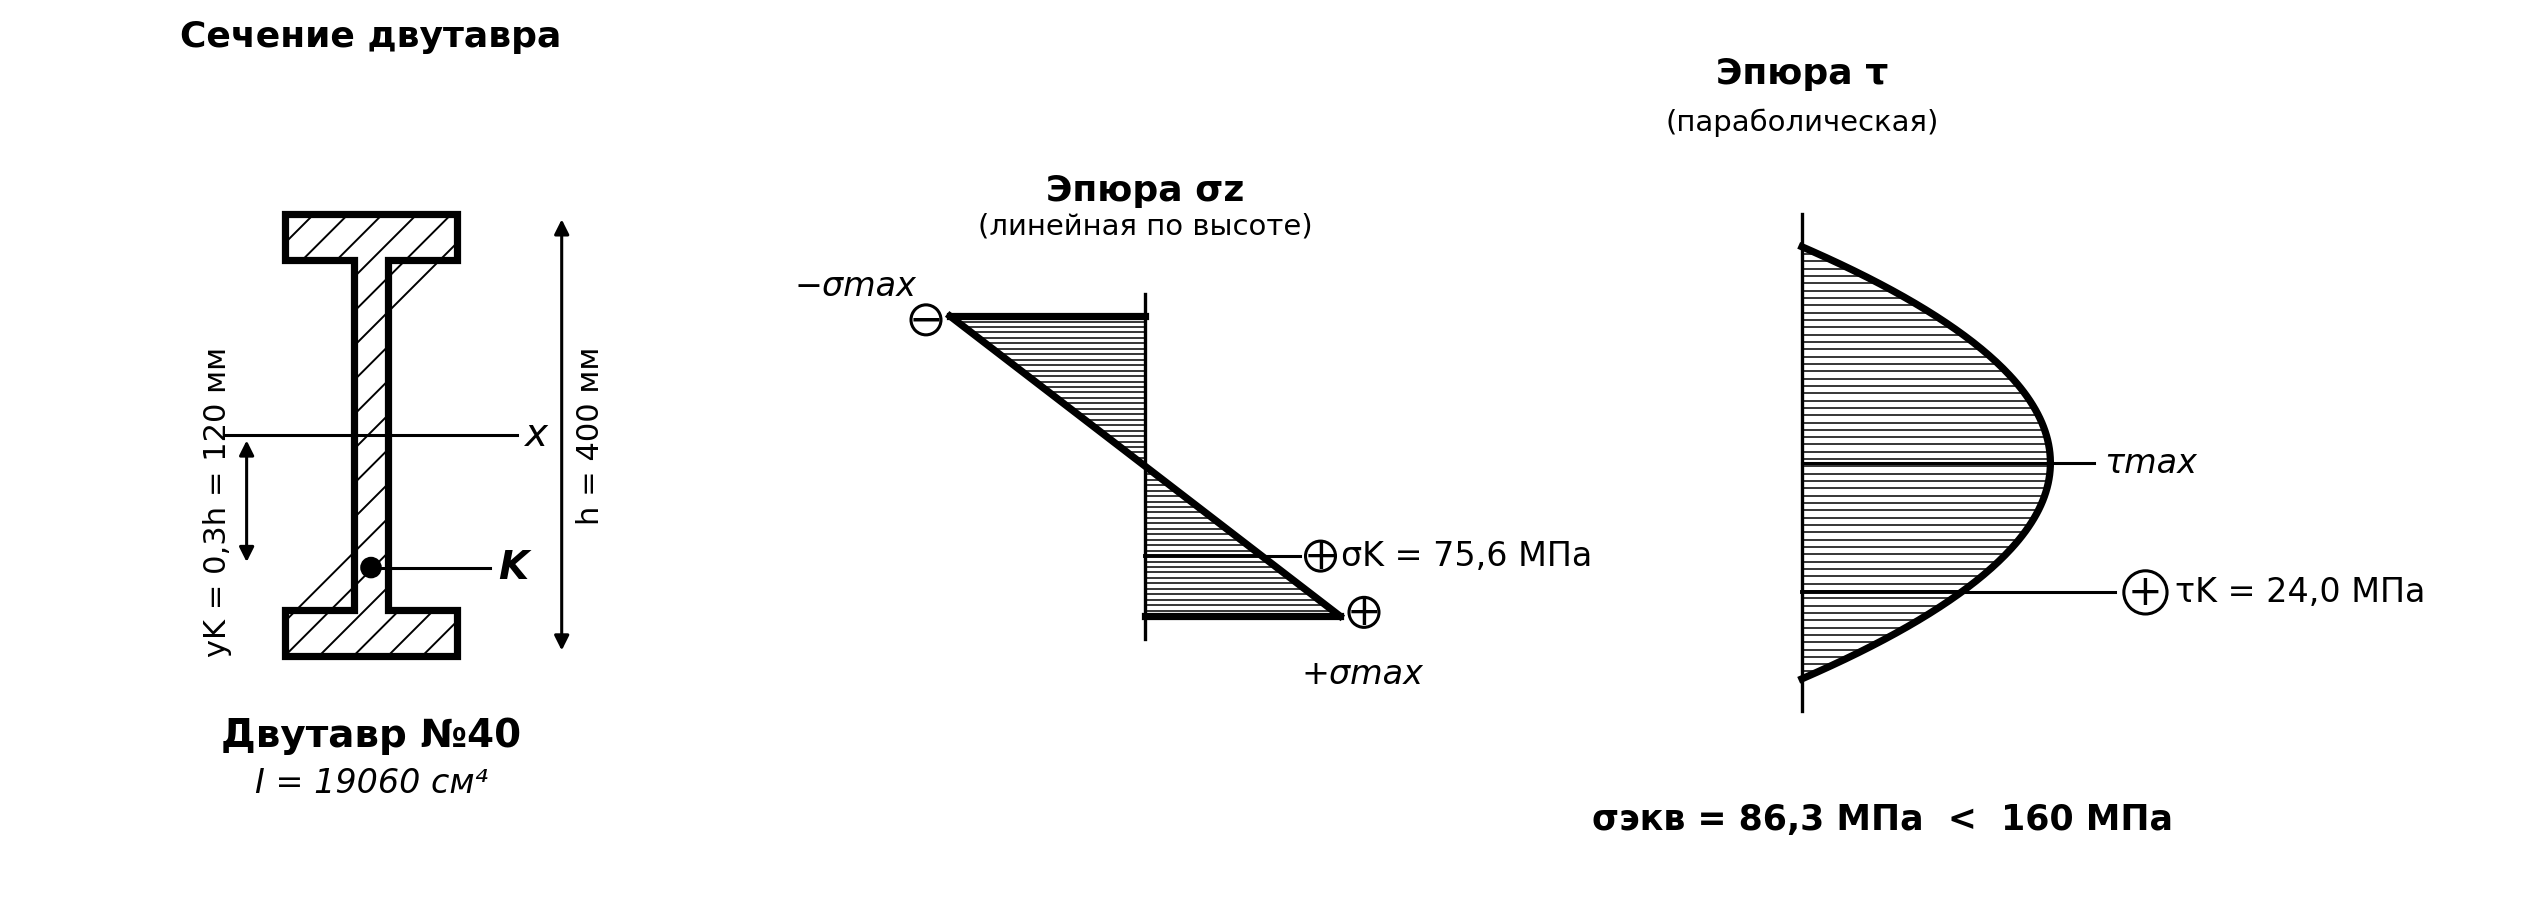 Сечение двутавра
yK = 0,3h = 120 мм
x
h = 400 мм
K
Двутавр №40
I = 19060 см⁴
Эпюра σz
(линейная по высоте)
−σmax
σK = 75,6 МПа
+σmax
Эпюра τ
(параболическая)
τmax
τK = 24,0 МПа
σэкв = 86,3 МПа < 160 МПа